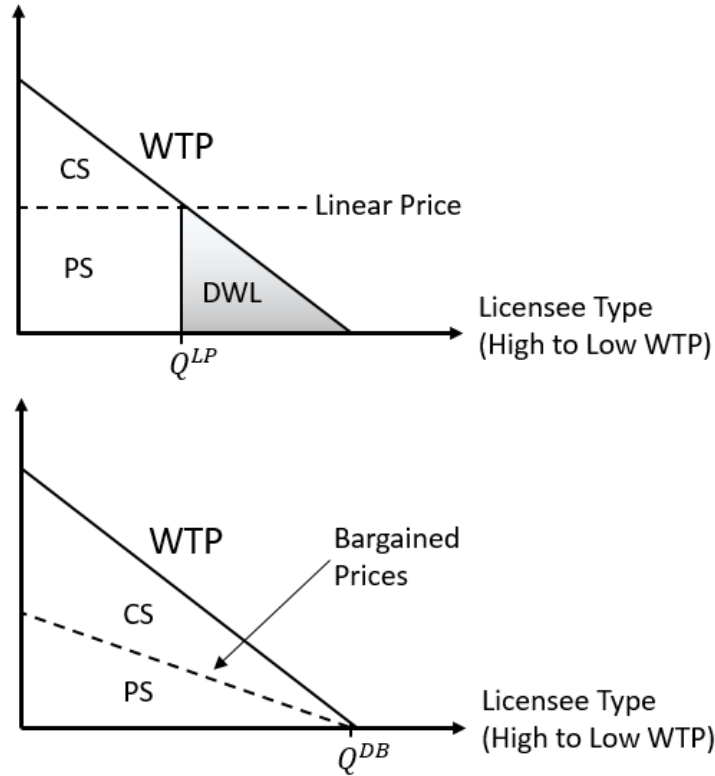 WTP
CS
Linear Price
PS
DWL
Licensee Type
(High to Low WTP)
Q^{LP}
WTP
Bargained
Prices
CS
PS
Licensee Type
(High to Low WTP)
Q^{DB}